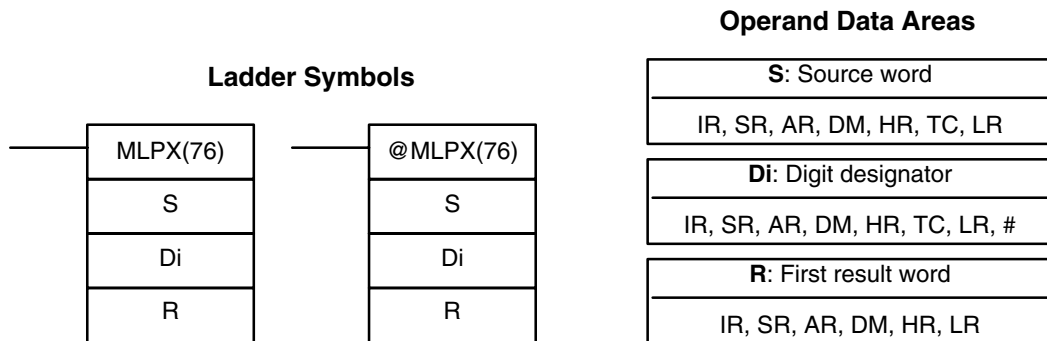 Ladder Symbols
MLPX(76)
S
Di
R
@MLPX(76)
S
Di
R
Operand Data Areas
S: Source word
IR, SR, AR, DM, HR, TC, LR
Di: Digit designator
IR, SR, AR, DM, HR, TC, LR, #
R: First result word
IR, SR, AR, DM, HR, LR